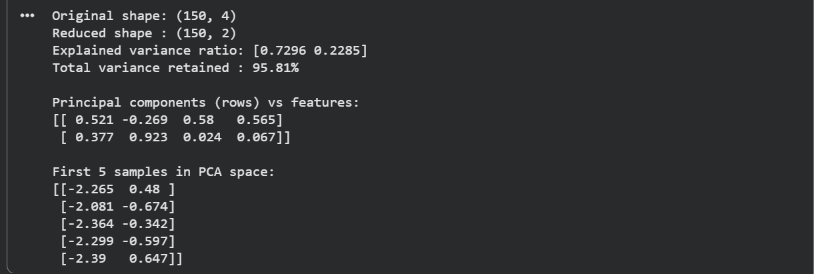 Original shape: (150, 4)
Reduced shape : (150, 2)
Explained variance ratio: [0.7296 0.2285]
Total variance retained : 95.81%

Principal components (rows) vs features:
[[ 0.521 -0.269  0.58   0.565]
 [ 0.377  0.923  0.024  0.067]]

First 5 samples in PCA space:
[[-2.265  0.48 ]
 [-2.081 -0.674]
 [-2.364 -0.342]
 [-2.299 -0.597]
 [-2.39   0.647]]